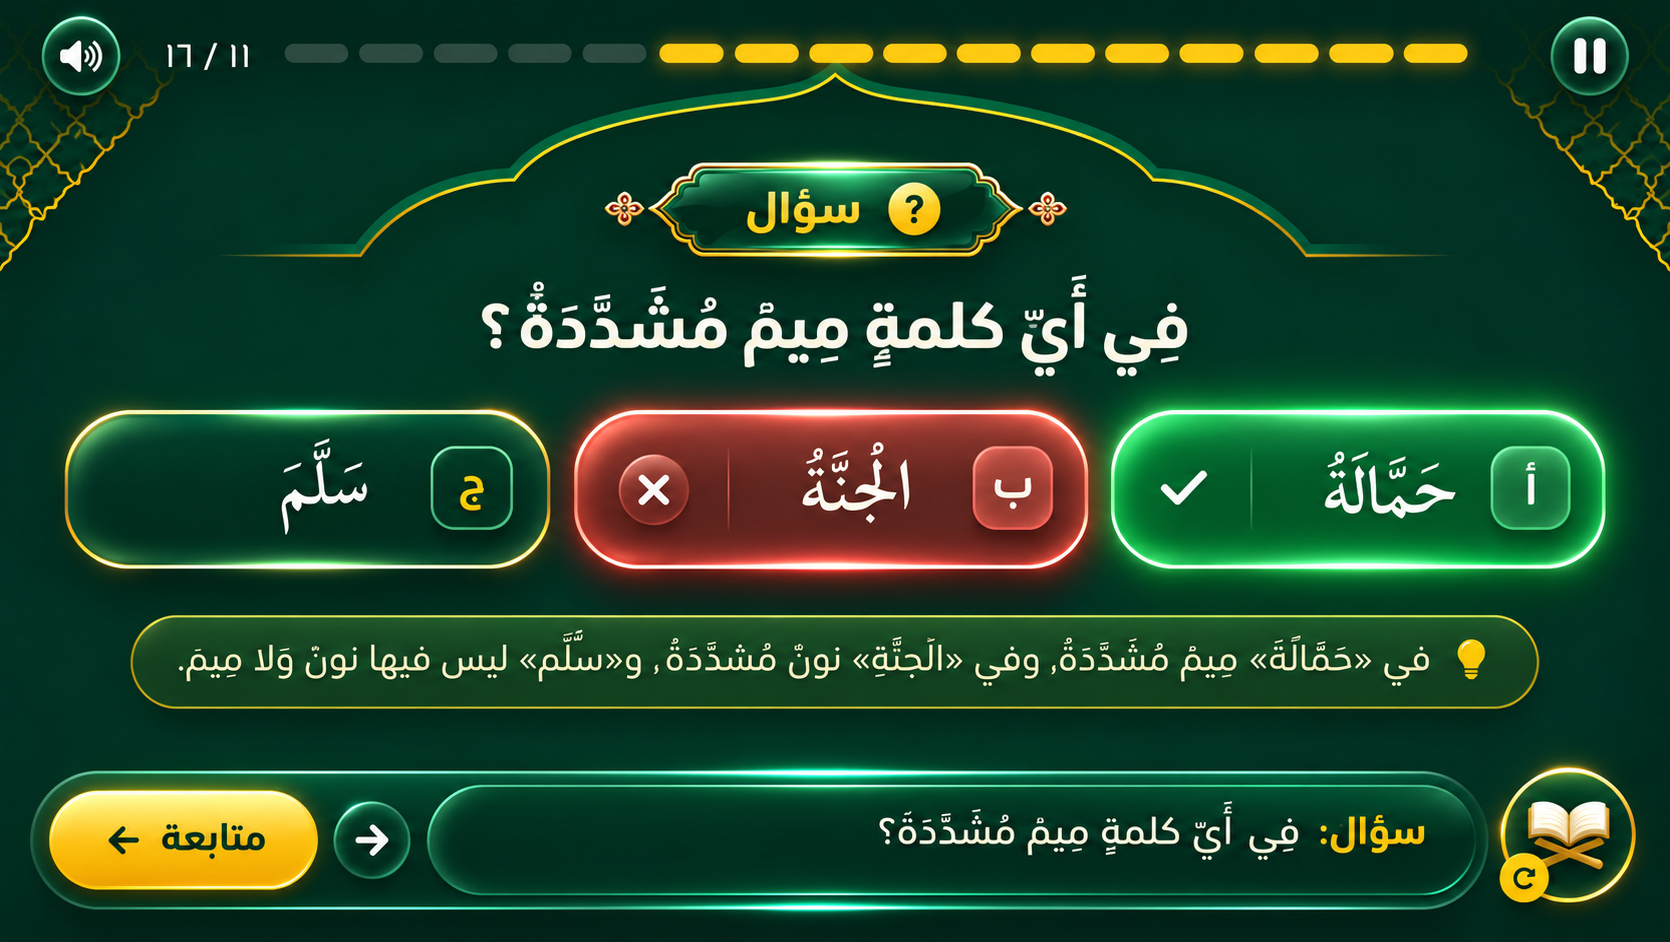 ١١ / ١٦
? سؤال
فِي أَيِّ كلمةٍ مِيمْ مُشَدَّدَةْ؟
أ حَمَّالَةُ
ب الْجَنَّةُ
ج سَلَّمَ
في «حَمَّالَةَ» مِيمْ مُشَدَّدَةُ, وفي «الَجنَّةِ» نونٌ مُشدَّدَةُ, و«سلَّم» ليس فيها نونٌ وَلا مِيمَ.
سؤال: فِي أَيِّ كلمةٍ مِيمْ مُشَدَّدَةَ؟
متابعة